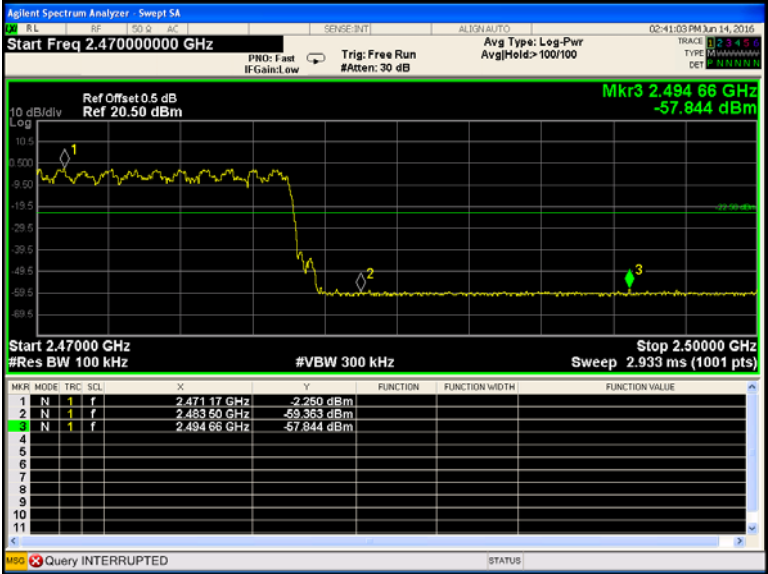 Agilent Spectrum Analyzer - Swept SA
RL RF 50 Ω AC SENSE:INT ALIGN AUTO 02:41:03 PM Jun 14, 2016
Start Freq 2.470000000 GHz
PNO: Fast
IFGain:Low
Trig: Free Run
#Atten: 30 dB
Avg Type: Log-Pwr
Avg|Hold:>100/100
TRACE 1 2 3 4 5 6
TYPE M
DET P N N N N N
Mkr3 2.494 66 GHz
-57.844 dBm
Ref Offset 0.5 dB
10 dB/div Ref 20.50 dBm
Log
10.5
0.500
-9.50
-19.5
-22.50 dBm
-29.5
-39.5
-49.5
-59.5
-69.5
1
2
3
Start 2.47000 GHz Stop 2.50000 GHz
#Res BW 100 kHz #VBW 300 kHz Sweep 2.933 ms (1001 pts)
MKR MODE TRC SCL X Y FUNCTION FUNCTION WIDTH FUNCTION VALUE
1 N 1 f 2.471 17 GHz -2.250 dBm
2 N 1 f 2.483 50 GHz -59.363 dBm
3 N 1 f 2.494 66 GHz -57.844 dBm
4
5
6
7
8
9
10
11
MSG Query INTERRUPTED STATUS